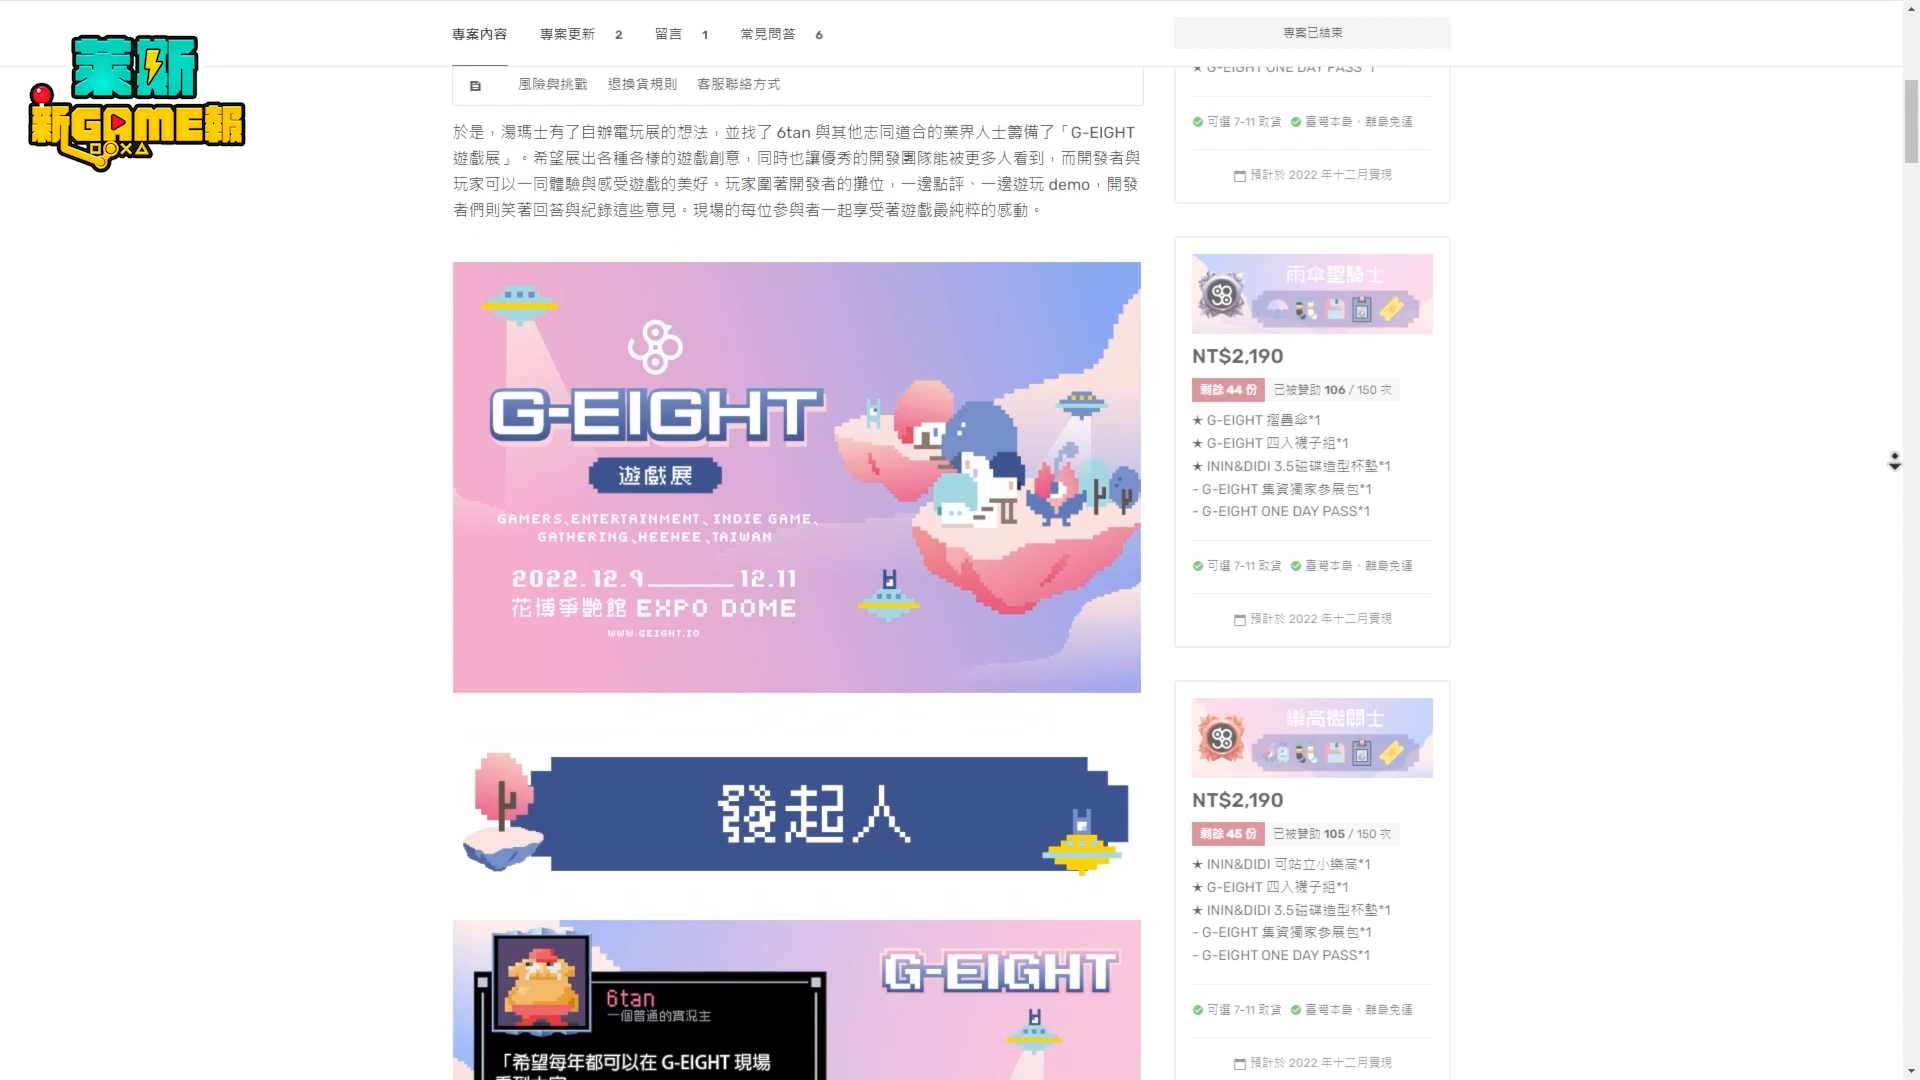 萊斯
新GAME報
專案內容
專案更新 2
留言 1
常見問答 6
專案已結束
風險與挑戰
退換貨規則
客服聯絡方式
於是，湯瑪士有了自辦電玩展的想法，並找了 6tan 與其他志同道合的業界人士籌備了「G-EIGHT
遊戲展」。希望展出各種各樣的遊戲創意，同時也讓優秀的開發團隊能被更多人看到，而開發者與
玩家可以一同體驗與感受遊戲的美好。玩家圍著開發者的攤位，一邊點評、一邊遊玩 demo，開發
者們則笑著回答與紀錄這些意見。現場的每位參與者一起享受著遊戲最純粹的感動。
G-EIGHT
遊戲展
GAMERS、ENTERTAINMENT、INDIE GAME、
GATHERING、HEEHEE、TAIWAN
2022.12.9 12.11
花博爭艷館 EXPO DOME
WWW.GEIGHT.IO
發起人
G-EIGHT
6tan
一個普通的實況主
「希望每年都可以在 G-EIGHT 現場
★ G-EIGHT ONE DAY PASS*1
可選 7-11 取貨 臺灣本島、離島免運
預計於 2022 年十二月實現
雨傘聖騎士
NT$2,190
剩餘 44 份 已被贊助 106 / 150 次
★ G-EIGHT 摺疊傘*1
★ G-EIGHT 四入襪子組*1
★ ININ&DIDI 3.5磁碟造型杯墊*1
- G-EIGHT 集資獨家參展包*1
- G-EIGHT ONE DAY PASS*1
可選 7-11 取貨 臺灣本島、離島免運
預計於 2022 年十二月實現
樂高機關士
NT$2,190
剩餘 45 份 已被贊助 105 / 150 次
★ ININ&DIDI 可站立小樂高*1
★ G-EIGHT 四入襪子組*1
★ ININ&DIDI 3.5磁碟造型杯墊*1
- G-EIGHT 集資獨家參展包*1
- G-EIGHT ONE DAY PASS*1
可選 7-11 取貨 臺灣本島、離島免運
預計於 2022 年十二月實現